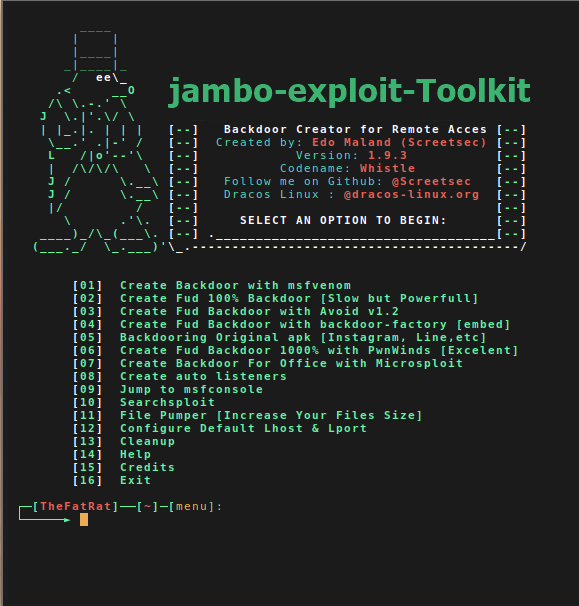 jambo-exploit-Toolkit
[--] Backdoor Creator for Remote Acces [--]
[--] Created by: Edo Maland (Screetsec) [--]
[--] Version: 1.9.3 [--]
[--] Codename: Whistle [--]
[--] Follow me on Github: @Screetsec [--]
[--] Dracos Linux : @dracos-linux.org [--]
[--] [--]
[--] SELECT AN OPTION TO BEGIN: [--]
[--] .___________________________________[--]
[01] Create Backdoor with msfvenom
[02] Create Fud 100% Backdoor [Slow but Powerfull]
[03] Create Fud Backdoor with Avoid v1.2
[04] Create Fud Backdoor with backdoor-factory [embed]
[05] Backdooring Original apk [Instagram, Line,etc]
[06] Create Fud Backdoor 1000% with PwnWinds [Excelent]
[07] Create Backdoor For Office with Microsploit
[08] Create auto listeners
[09] Jump to msfconsole
[10] Searchsploit
[11] File Pumper [Increase Your Files Size]
[12] Configure Default Lhost & Lport
[13] Cleanup
[14] Help
[15] Credits
[16] Exit
[TheFatRat]──[~]─[menu]: